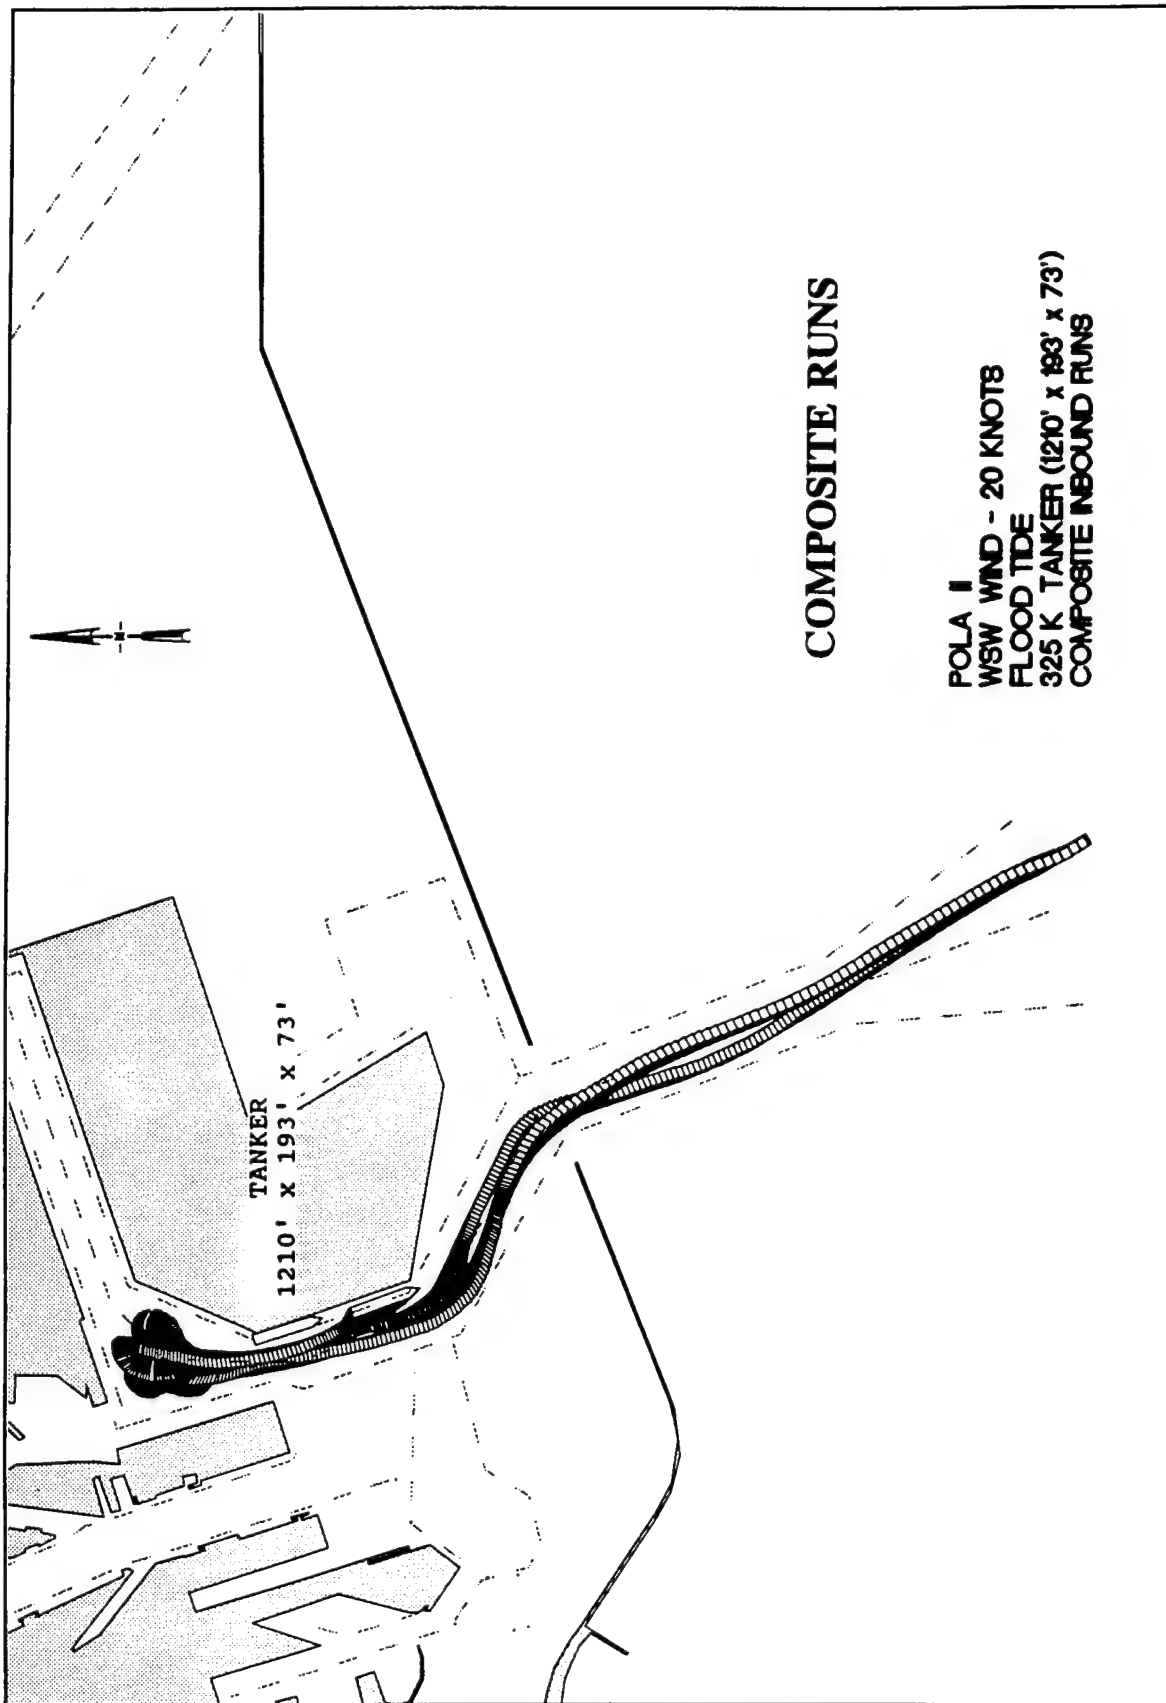 N
TANKER
1210' x 193' x 73'
COMPOSITE RUNS
POLA II
WSW WIND - 20 KNOTS
FLOOD TIDE
325 K TANKER (1210' x 193' x 73')
COMPOSITE INBOUND RUNS